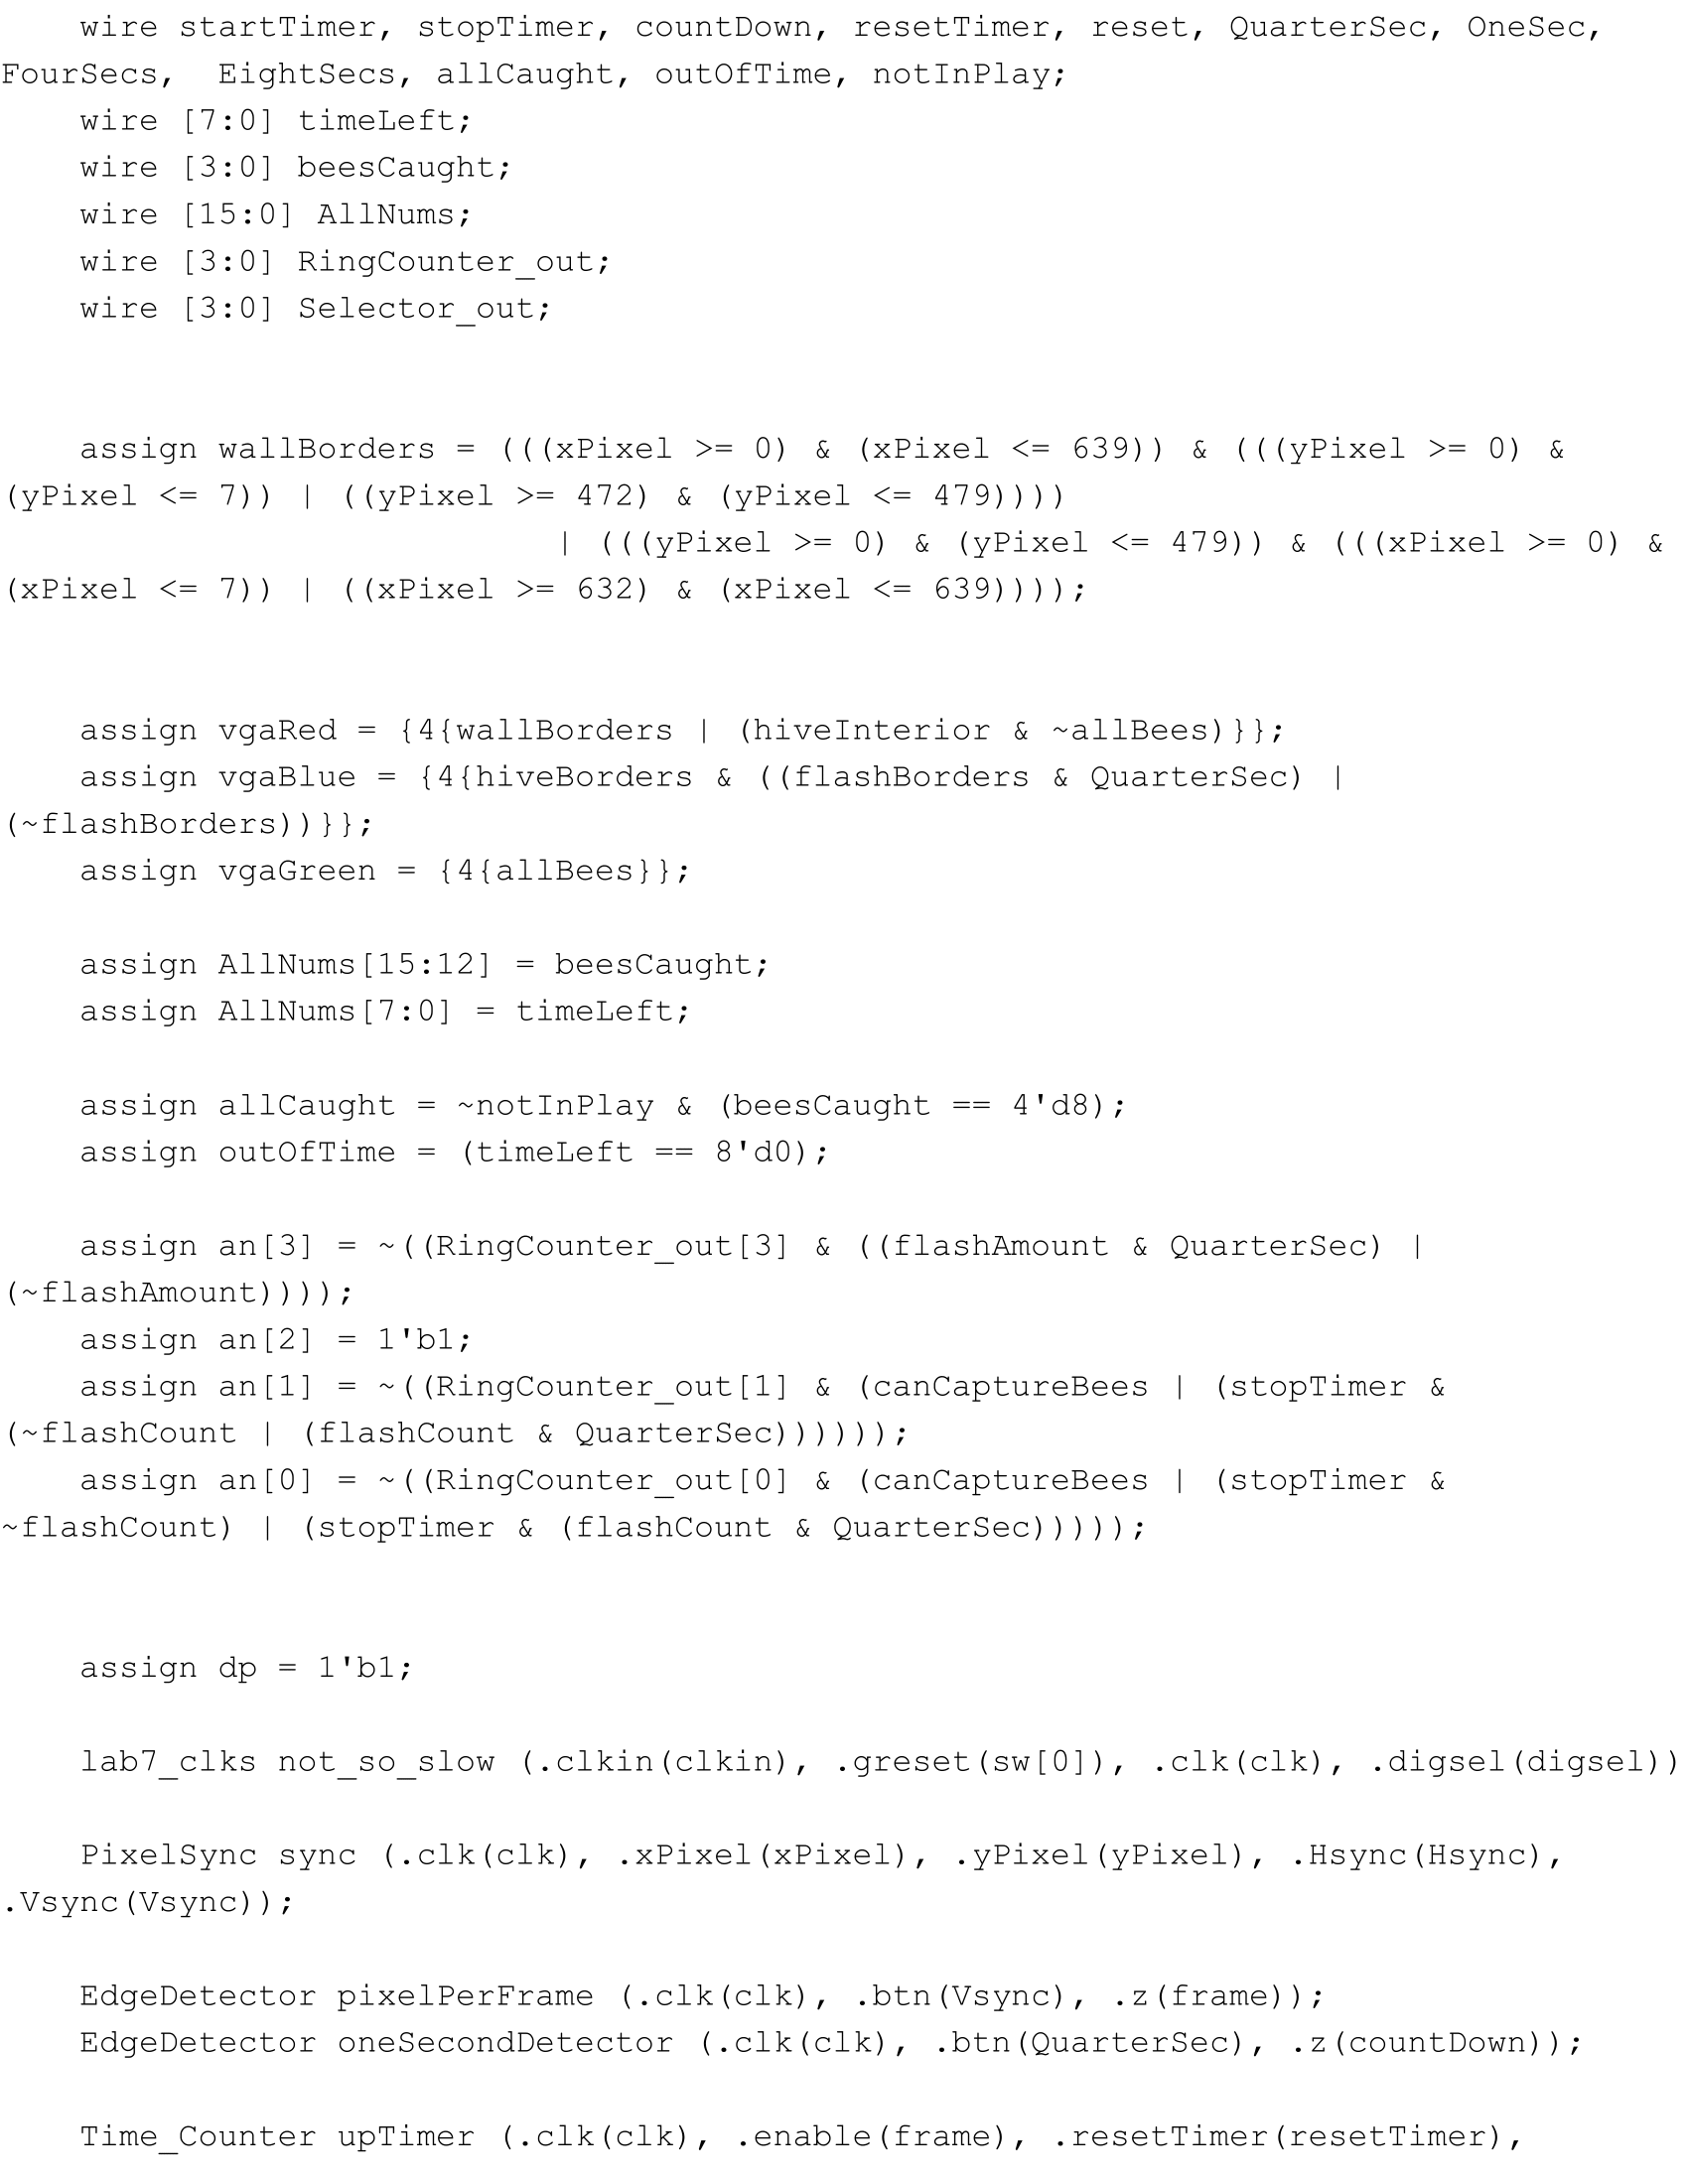 wire startTimer, stopTimer, countDown, resetTimer, reset, QuarterSec, OneSec,
FourSecs,  EightSecs, allCaught, outOfTime, notInPlay;
wire [7:0] timeLeft;
wire [3:0] beesCaught;
wire [15:0] AllNums;
wire [3:0] RingCounter_out;
wire [3:0] Selector_out;
assign wallBorders = (((xPixel >= 0) & (xPixel <= 639)) & (((yPixel >= 0) &
(yPixel <= 7)) | ((yPixel >= 472) & (yPixel <= 479))))
| (((yPixel >= 0) & (yPixel <= 479)) & (((xPixel >= 0) &
(xPixel <= 7)) | ((xPixel >= 632) & (xPixel <= 639))));
assign vgaRed = {4{wallBorders | (hiveInterior & ~allBees)}};
assign vgaBlue = {4{hiveBorders & ((flashBorders & QuarterSec) |
(~flashBorders))}};
assign vgaGreen = {4{allBees}};
assign AllNums[15:12] = beesCaught;
assign AllNums[7:0] = timeLeft;
assign allCaught = ~notInPlay & (beesCaught == 4'd8);
assign outOfTime = (timeLeft == 8'd0);
assign an[3] = ~((RingCounter_out[3] & ((flashAmount & QuarterSec) |
(~flashAmount))));
assign an[2] = 1'b1;
assign an[1] = ~((RingCounter_out[1] & (canCaptureBees | (stopTimer &
(~flashCount | (flashCount & QuarterSec))))));
assign an[0] = ~((RingCounter_out[0] & (canCaptureBees | (stopTimer &
~flashCount) | (stopTimer & (flashCount & QuarterSec)))));
assign dp = 1'b1;
lab7_clks not_so_slow (.clkin(clkin), .greset(sw[0]), .clk(clk), .digsel(digsel))
PixelSync sync (.clk(clk), .xPixel(xPixel), .yPixel(yPixel), .Hsync(Hsync),
.Vsync(Vsync));
EdgeDetector pixelPerFrame (.clk(clk), .btn(Vsync), .z(frame));
EdgeDetector oneSecondDetector (.clk(clk), .btn(QuarterSec), .z(countDown));
Time_Counter upTimer (.clk(clk), .enable(frame), .resetTimer(resetTimer),